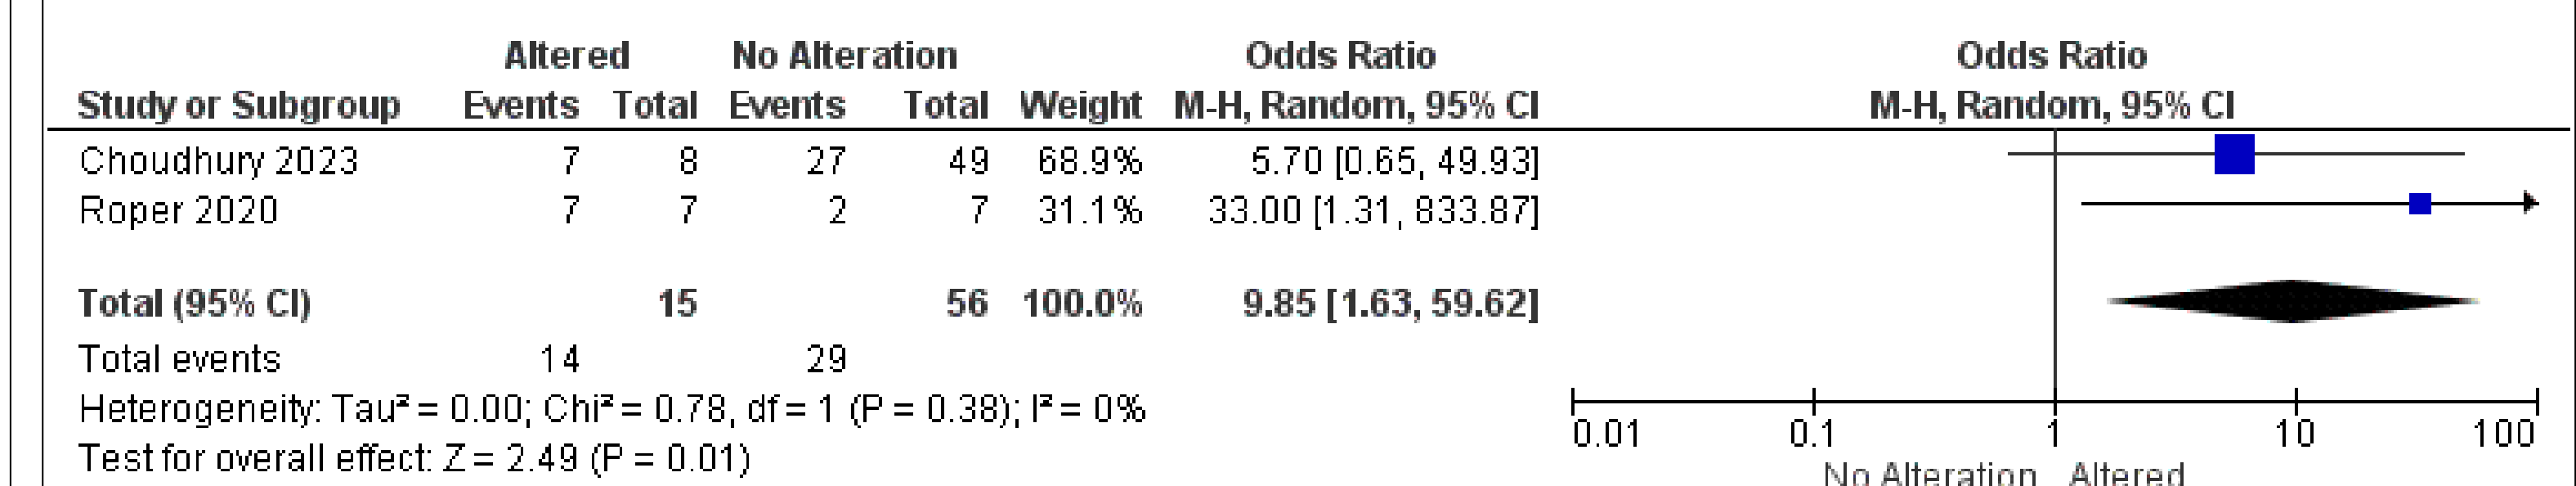 Altered No Alteration Odds Ratio Odds Ratio
Study or Subgroup Events Total Events Total Weight M-H, Random, 95% CI M-H, Random, 95% CI
Choudhury 2023 7 8 27 49 68.9% 5.70 [0.65, 49.93]
Roper 2020 7 7 2 7 31.1% 33.00 [1.31, 833.87]
Total (95% CI) 15 56 100.0% 9.85 [1.63, 59.62]
Total events 14 29
Heterogeneity: Tau² = 0.00; Chi² = 0.78, df = 1 (P = 0.38); I² = 0%
Test for overall effect: Z = 2.49 (P = 0.01)
0.01 0.1 1 10 100
No Alteration Altered